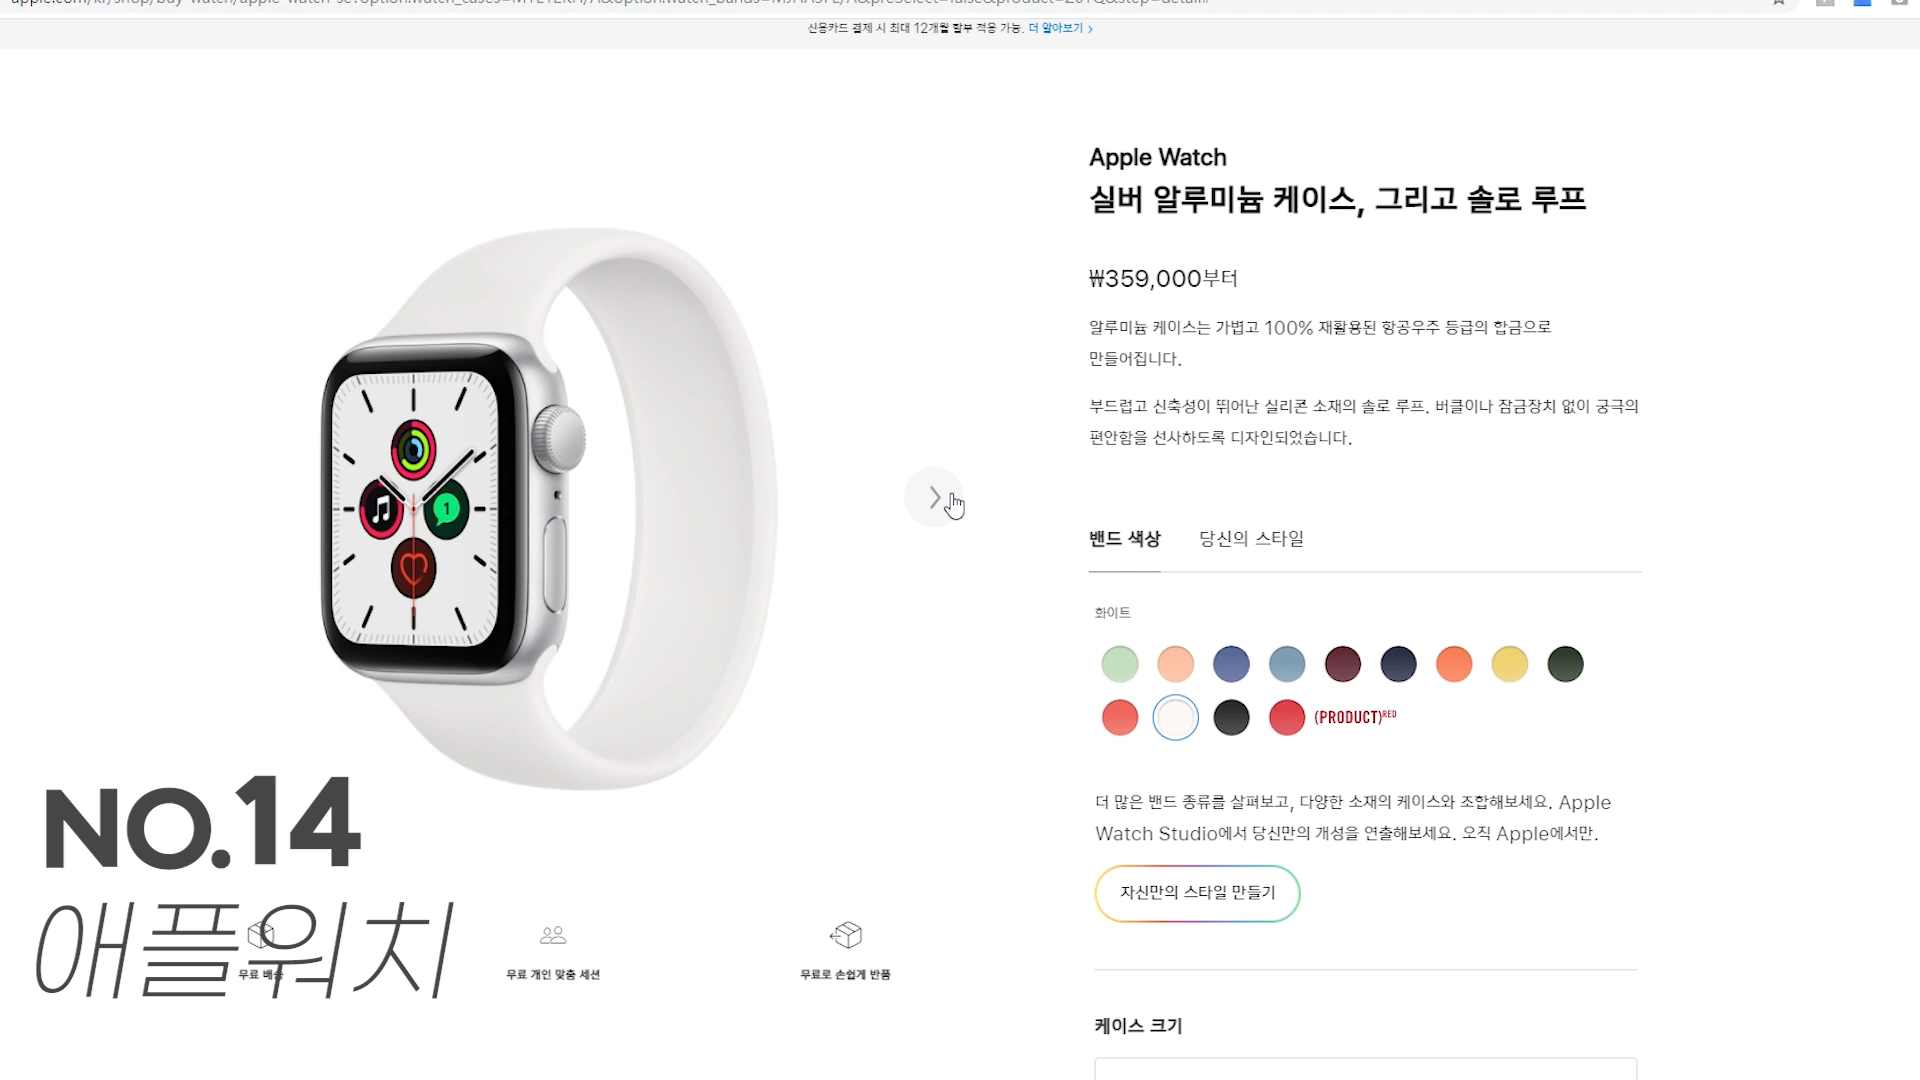 신용카드 결제 시 최대 12개월 할부 적용 가능. 더 알아보기 >
Apple Watch
실버 알루미늄 케이스, 그리고 솔로 루프
₩359,000부터
알루미늄 케이스는 가볍고 100% 재활용된 항공우주 등급의 합금으로
만들어집니다.
부드럽고 신축성이 뛰어난 실리콘 소재의 솔로 루프. 버클이나 잠금장치 없이 궁극의
편안함을 선사하도록 디자인되었습니다.
밴드 색상 당신의 스타일
화이트
(PRODUCT)RED
더 많은 밴드 종류를 살펴보고, 다양한 소재의 케이스와 조합해보세요. Apple
Watch Studio에서 당신만의 개성을 연출해보세요. 오직 Apple에서만.
자신만의 스타일 만들기
케이스 크기
1
NO.14
애플워치
무료 배송
무료 개인 맞춤 세션
무료로 손쉽게 반품